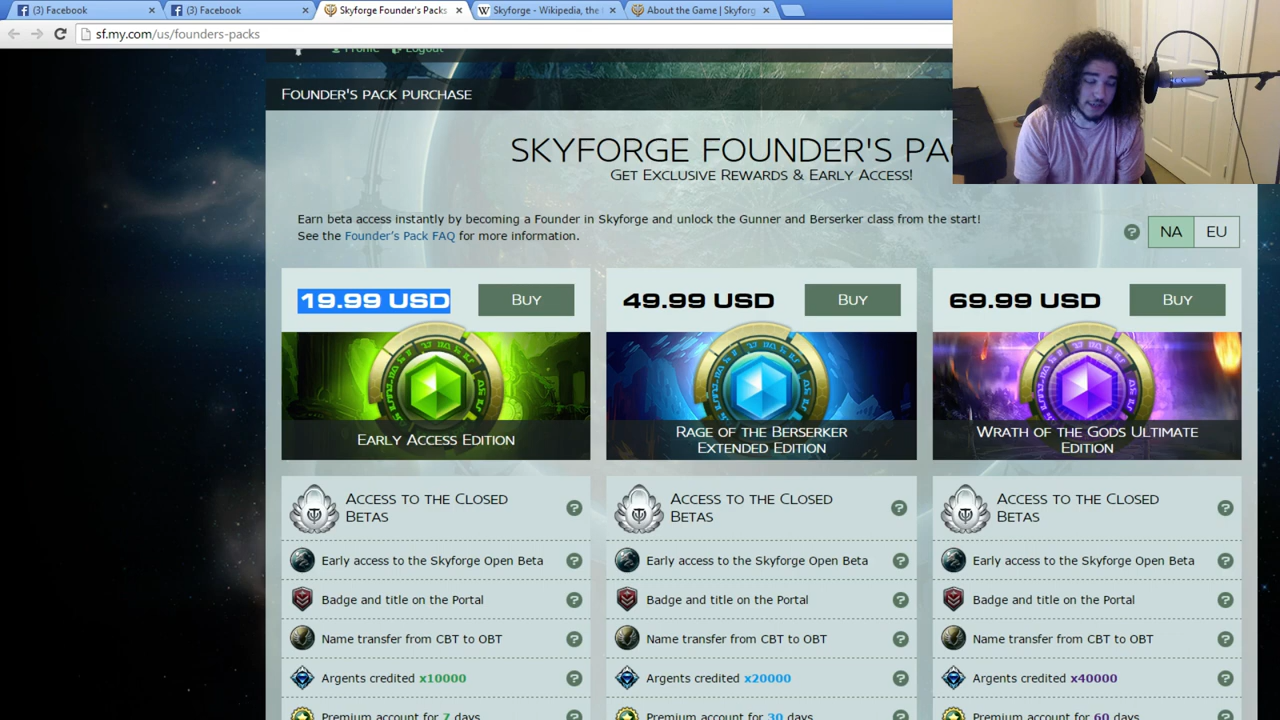 (3) Facebook
(3) Facebook
Skyforge Founder's Packs
Skyforge - Wikipedia, the
About the Game | Skyforg
sf.my.com/us/founders-packs
Profile Logout
Founder's pack purchase
Skyforge Founder's Pa
Get Exclusive Rewards & Early Access!
Earn beta access instantly by becoming a Founder in Skyforge and unlock the Gunner and Berserker class from the start!
See the Founder's Pack FAQ for more information.
? NA EU
19.99 USD Buy
Early Access Edition
Access to the Closed
Betas ?
Early access to the Skyforge Open Beta ?
Badge and title on the Portal ?
Name transfer from CBT to OBT ?
Argents credited x10000 ?
Premium account for 7 days ?
49.99 USD Buy
Rage of the Berserker
Extended Edition
Access to the Closed
Betas ?
Early access to the Skyforge Open Beta ?
Badge and title on the Portal ?
Name transfer from CBT to OBT ?
Argents credited x20000 ?
Premium account for 30 days ?
69.99 USD Buy
Wrath of the Gods Ultimate
Edition
Access to the Closed
Betas ?
Early access to the Skyforge Open Beta ?
Badge and title on the Portal ?
Name transfer from CBT to OBT ?
Argents credited x40000 ?
Premium account for 60 days ?